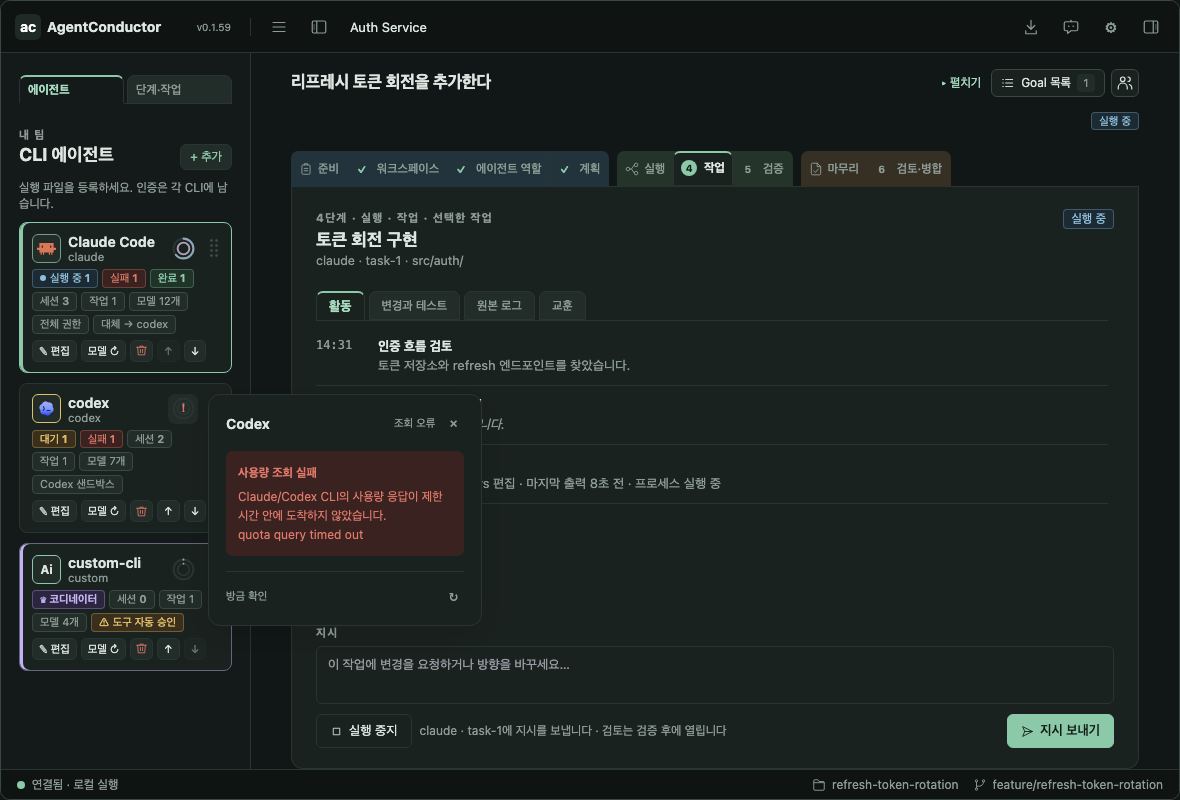 ac AgentConductor v0.1.59 Auth Service
에이전트 단계·작업
내 팀
CLI 에이전트 + 추가
실행 파일을 등록하세요. 인증은 각 CLI에 남습니다.
Claude Code
claude
실행 중 1 실패 1 완료 1
세션 3 작업 1 모델 12개
전체 권한 대체 → codex
✎ 편집 모델 ↻ ↑ ↓
codex
codex
!
대기 1 실패 1 세션 2
작업 1 모델 7개
Codex 샌드박스
✎ 편집 모델 ↻ ↑ ↓
Ai custom-cli
custom
코디네이터 세션 0 작업 1
모델 4개 ⚠ 도구 자동 승인
✎ 편집 모델 ↻ ↑ ↓
리프레시 토큰 회전을 추가한다
▸ 펼치기 Goal 목록 1
실행 중
준비 ✓ 워크스페이스 ✓ 에이전트 역할 ✓ 계획 실행 4 작업 5 검증 마무리 6 검토·병합
4단계 · 실행 · 작업 · 선택한 작업
실행 중
토큰 회전 구현
claude · task-1 · src/auth/
활동 변경과 테스트 원본 로그 교훈
14:31 인증 흐름 검토
토큰 저장소와 refresh 엔드포인트를 찾았습니다.
니다.
편집 · 마지막 출력 8초 전 · 프로세스 실행 중
Codex 조회 오류 ×
사용량 조회 실패
Claude/Codex CLI의 사용량 응답이 제한
시간 안에 도착하지 않았습니다.
quota query timed out
방금 확인 ↻
지시
이 작업에 변경을 요청하거나 방향을 바꾸세요...
실행 중지 claude · task-1에 지시를 보냅니다 · 검토는 검증 후에 열립니다 지시 보내기
연결됨 · 로컬 실행 refresh-token-rotation feature/refresh-token-rotation